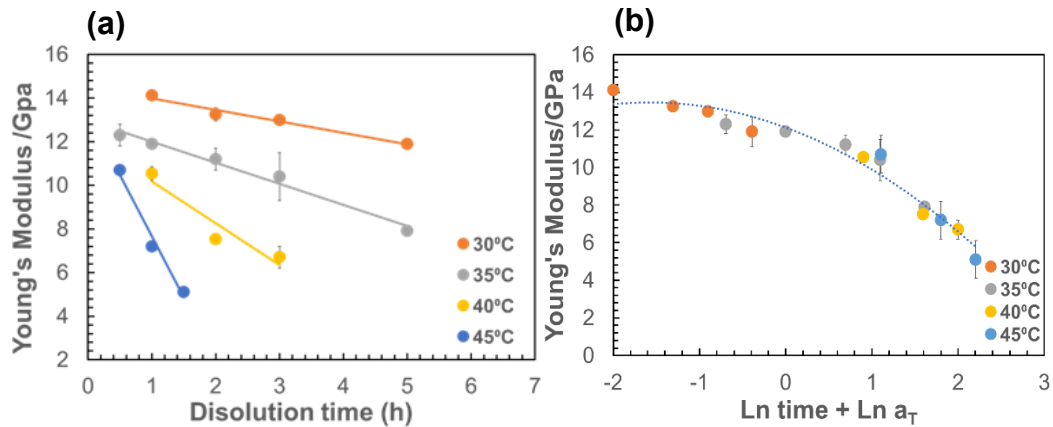 (a)
Young's Modulus /Gpa
16
14
12
10
8
6
4
2
0
1
2
3
4
5
6
7
Disolution time (h)
30ºC
35ºC
40ºC
45ºC
(b)
Young's Modulus/GPa
16
14
12
10
8
6
4
2
0
-2
-1
0
1
2
3
Ln time + Ln aT
30ºC
35ºC
40ºC
45ºC